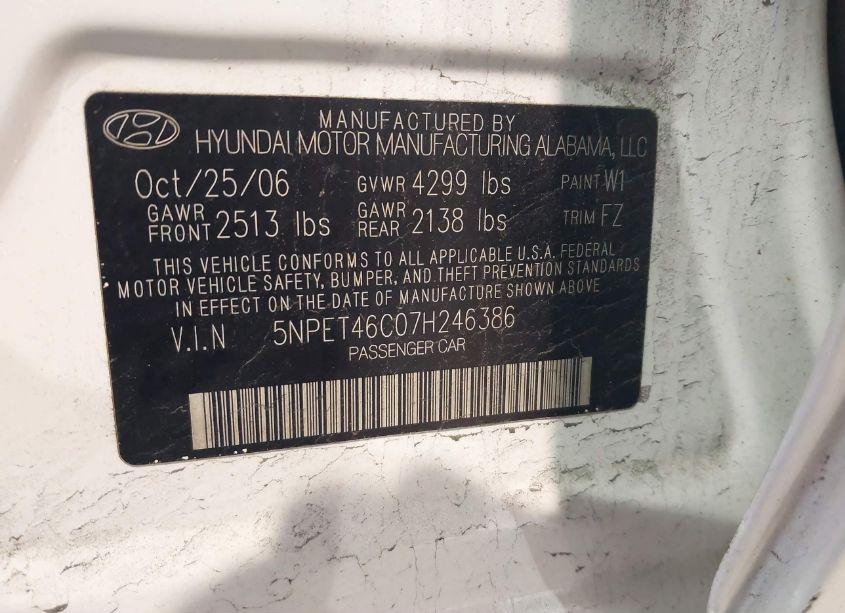 MANUFACTURED BY
HYUNDAI MOTOR MANUFACTURING ALABAMA, LLC
Oct/25/06 GVWR 4299 lbs PAINT W1
GAWR FRONT 2513 lbs GAWR REAR 2138 lbs TRIM FZ
THIS VEHICLE CONFORMS TO ALL APPLICABLE U.S.A. FEDERAL
MOTOR VEHICLE SAFETY, BUMPER, AND THEFT PREVENTION STANDARDS
IN EFFECT ON THE DATE OF MANUFACTURE SHOWN ABOVE.
V.I.N 5NPET46C07H246386
PASSENGER CAR